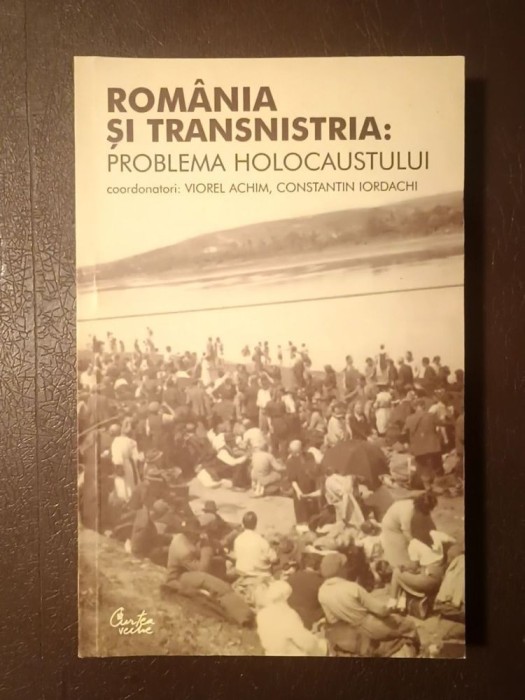 ROMÂNIA
ȘI TRANSNISTRIA:
PROBLEMA HOLOCAUSTULUI
coordonatori: VIOREL ACHIM, CONSTANTIN IORDACHI
Curtea
veche